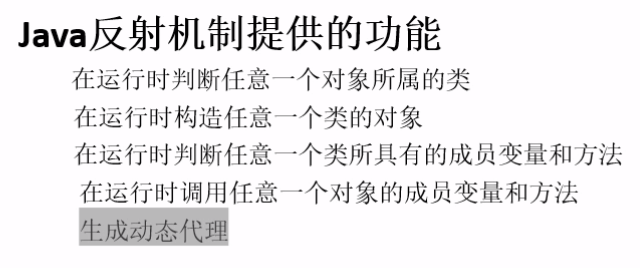 Java反射机制提供的功能
在运行时判断任意一个对象所属的类
在运行时构造任意一个类的对象
在运行时判断任意一个类所具有的成员变量和方法
在运行时调用任意一个对象的成员变量和方法
生成动态代理